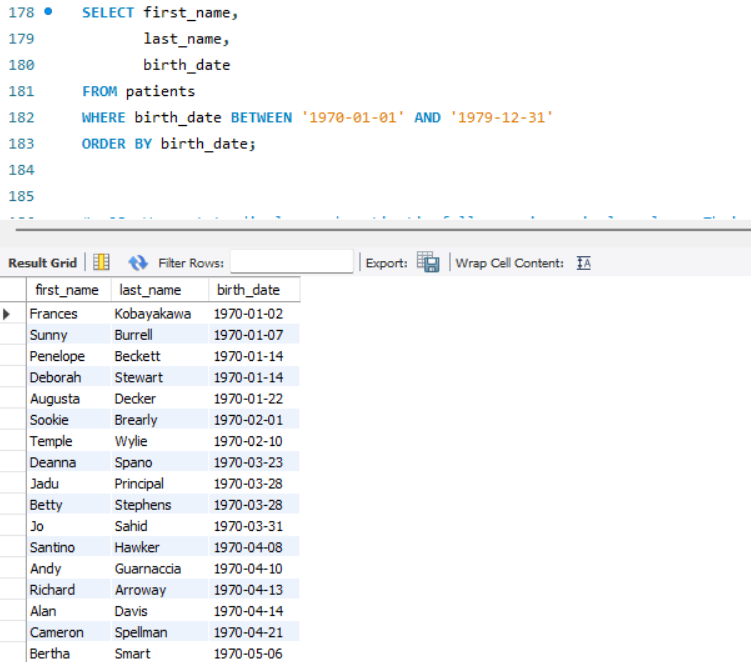 178 SELECT first_name,
179 last_name,
180 birth_date
181 FROM patients
182 WHERE birth_date BETWEEN '1970-01-01' AND '1979-12-31'
183 ORDER BY birth_date;
184
185
Result Grid Filter Rows: Export: Wrap Cell Content: IA
first_name last_name birth_date
Frances Kobayakawa 1970-01-02
Sunny Burrell 1970-01-07
Penelope Beckett 1970-01-14
Deborah Stewart 1970-01-14
Augusta Decker 1970-01-22
Sookie Brearly 1970-02-01
Temple Wylie 1970-02-10
Deanna Spano 1970-03-23
Jadu Principal 1970-03-28
Betty Stephens 1970-03-28
Jo Sahid 1970-03-31
Santino Hawker 1970-04-08
Andy Guarnaccia 1970-04-10
Richard Arroway 1970-04-13
Alan Davis 1970-04-14
Cameron Spellman 1970-04-21
Bertha Smart 1970-05-06